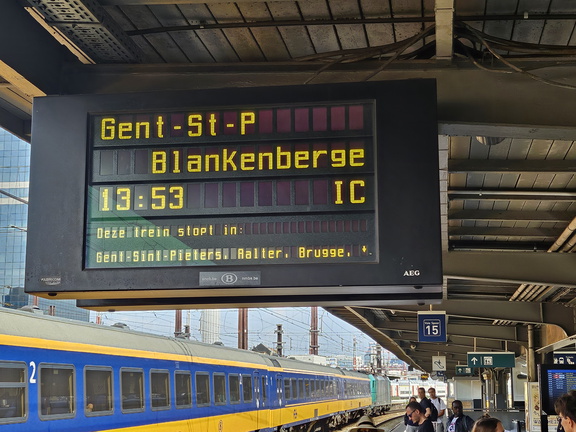 Gent-St-P
Blankenberge
13:53 IC
Deze trein stopt in:
Gent-Sint-Pieters, Aalter, Brugge,
B
AEG
15
2